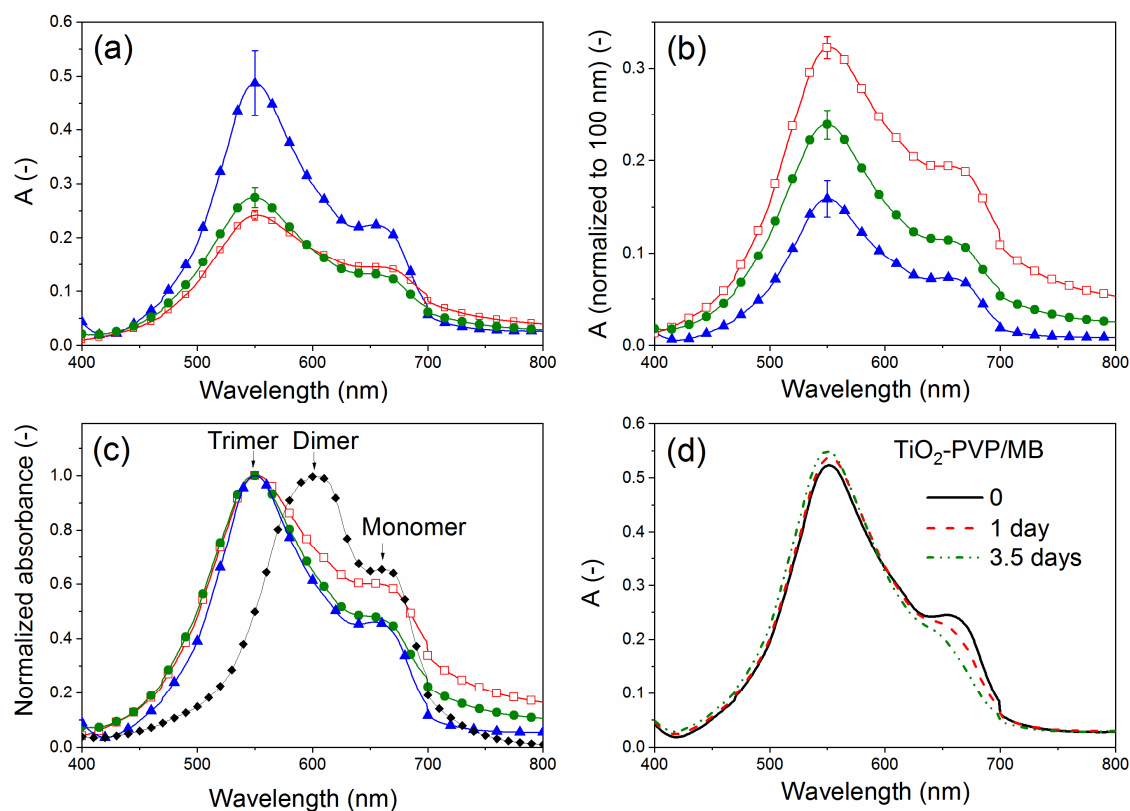 (a)
A (-)
0.6
0.5
0.4
0.3
0.2
0.1
0.0
400 500 600 700 800
Wavelength (nm)
(b)
A (normalized to 100 nm) (-)
0.3
0.2
0.1
0.0
400 500 600 700 800
Wavelength (nm)
(c)
Trimer Dimer
Monomer
Normalized absorbance (-)
1.0
0.8
0.6
0.4
0.2
0.0
400 500 600 700 800
Wavelength (nm)
(d)
TiO₂-PVP/MB
0
1 day
3.5 days
A (-)
0.6
0.5
0.4
0.3
0.2
0.1
0.0
400 500 600 700 800
Wavelength (nm)